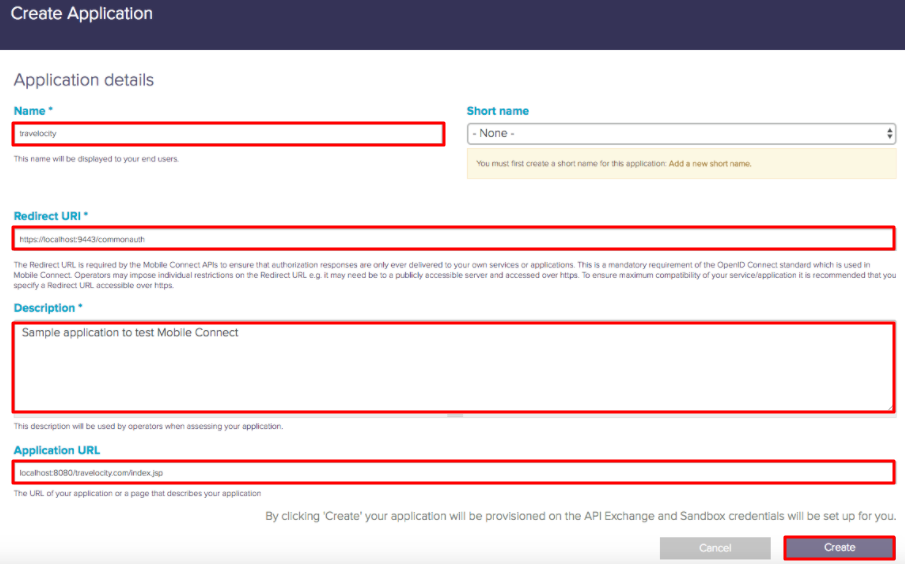 Create Application
Application details
Name *
Short name
travelocity
- None -
This name will be displayed to your end users.
You must first create a short name for this application: Add a new short name.
Redirect URI *
https://localhost:9443/commonauth
The Redirect URL is required by the Mobile Connect APIs to ensure that authorization responses are only ever delivered to your own services or applications. This is a mandatory requirement of the OpenID Connect standard which is used in
Mobile Connect. Operators may impose individual restrictions on the Redirect URL e.g. it may need be to a publicly accessible server and accessed over https. To ensure maximum compatibility of your service/application it is recommended that you
specify a Redirect URL accessible over https.
Description *
Sample application to test Mobile Connect
This description will be used by operators when assessing your application.
Application URL
localhost:8080/travelocity.com/index.jsp
The URL of your application or a page that describes your application
By clicking 'Create' your application will be provisioned on the API Exchange and Sandbox credentials will be set up for you.
Cancel
Create